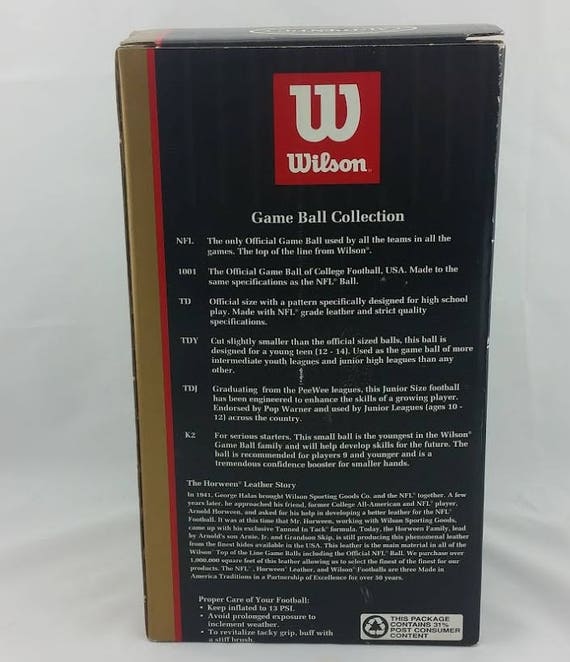 W
Wilson
Game Ball Collection
NFL The only Official Game Ball used by all the teams in all the
games. The top of the line from Wilson®.
1001 The Official Game Ball of College Football, USA. Made to the
same specifications as the NFL® Ball.
TD Official size with a pattern specifically designed for high school
play. Made with NFL® grade leather and strict quality
specifications.
TDY Cut slightly smaller than the official sized balls, this ball is
designed for a young teen (12 - 14). Used as the game ball of more
intermediate youth leagues and junior high leagues than any
other.
TDJ Graduating from the PeeWee leagues, this Junior Size football
has been engineered to enhance the skills of a growing player.
Endorsed by Pop Warner and used by Junior Leagues (ages 10 -
12) across the country.
K2 For serious starters. This small ball is the youngest in the Wilson®
Game Ball family and will help develop skills for the future. The
ball is recommended for players 9 and younger and is a
tremendous confidence booster for smaller hands.
The Horween® Leather Story
In 1941, George Halas brought Wilson Sporting Goods Co. and the NFL® together. A few
years later, he approached his friend, former College All-American and NFL® player,
Arnold Horween, and asked for his help in developing a better leather for the NFL®
Football. It was at this time that Mr. Horween, working with Wilson Sporting Goods,
came up with his exclusive Tanned In Tack® formula. Today, the Horween Family, lead
by Arnold's son Arnie, Jr. and Grandson Skip, is still producing this phenomenal leather
from the finest hides available in the USA. This leather is the main material in all of the
Wilson® Top of the Line Game Balls including the Official NFL® Ball. We purchase over
1,000,000 square feet of this leather allowing us to select the finest of the finest for our
products. The NFL®, Horween® Leather, and Wilson® Footballs are three Made in
America Traditions in a Partnership of Excellence for over 50 years.
Proper Care of Your Football:
• Keep inflated to 13 PSI.
• Avoid prolonged exposure to
inclement weather.
• To revitalize tacky grip, buff with
a stiff brush.
THIS PACKAGE
CONTAINS 31%
POST CONSUMER
CONTENT